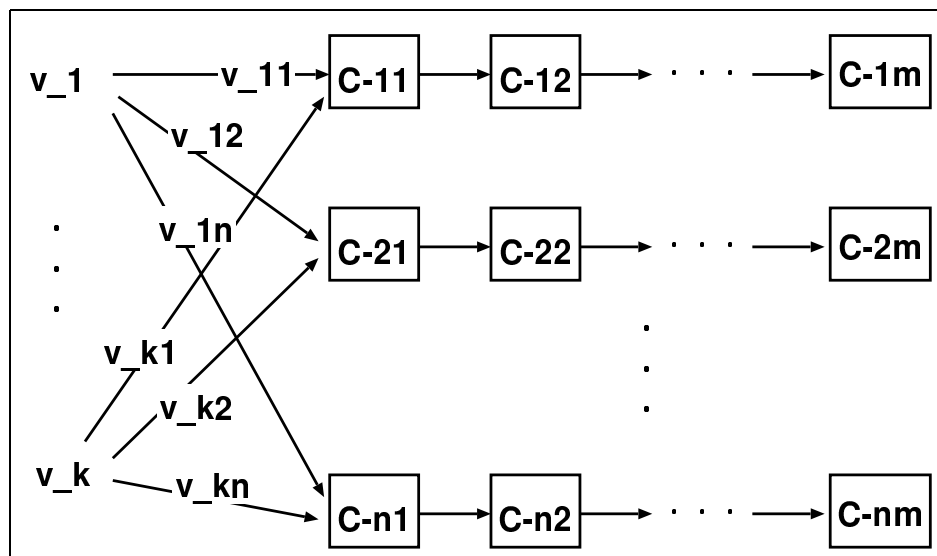 v_1 v_11 C-11 C-12 . . . C-1m
v_12
v_1n C-21 C-22 . . . C-2m
v_k1
v_k2
v_k v_kn C-n1 C-n2 . . . C-nm